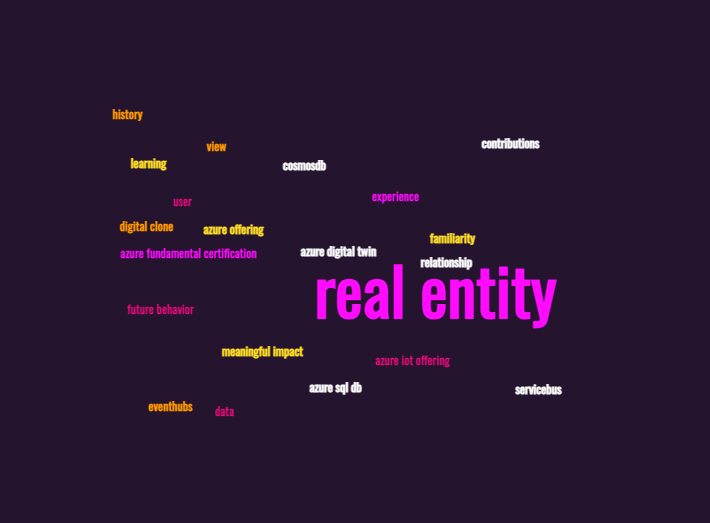 history
contributions
view
learning
cosmosdb
experience
user
digital clone
azure offering
familiarity
azure fundamental certification
azure digital twin
relationship
real entity
future behavior
meaningful impact
azure iot offering
azure sql db
servicebus
eventhubs
data